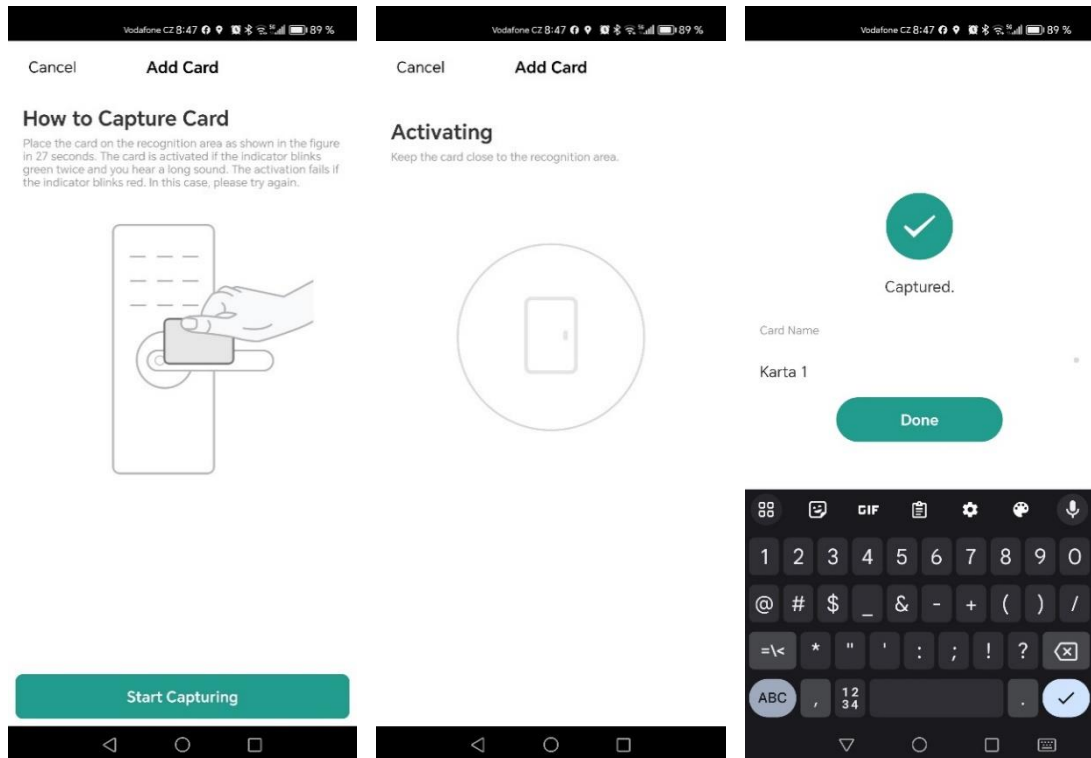 Vodafone CZ 8:47 89 %
Cancel Add Card
How to Capture Card
Place the card on the recognition area as shown in the figure
in 27 seconds. The card is activated if the indicator blinks
green twice and you hear a long sound. The activation fails if
the indicator blinks red. In this case, please try again.
Start Capturing
Vodafone CZ 8:47 89 %
Cancel Add Card
Activating
Keep the card close to the recognition area.
Vodafone CZ 8:47 89 %
Captured.
Card Name
Karta 1
Done
GIF
1 2 3 4 5 6 7 8 9 0
@ # $ _ & - + ( ) /
=\< * " ' : ; ! ?
ABC , 12 34 .